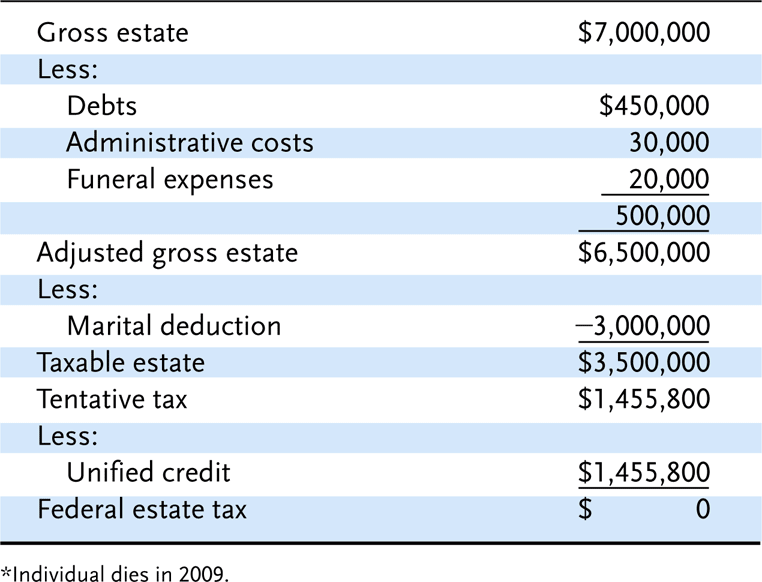 Gross estate $7,000,000
Less:
Debts $450,000
Administrative costs 30,000
Funeral expenses 20,000
500,000
Adjusted gross estate $6,500,000
Less:
Marital deduction −3,000,000
Taxable estate $3,500,000
Tentative tax $1,455,800
Less:
Unified credit $1,455,800
Federal estate tax $ 0
*Individual dies in 2009.